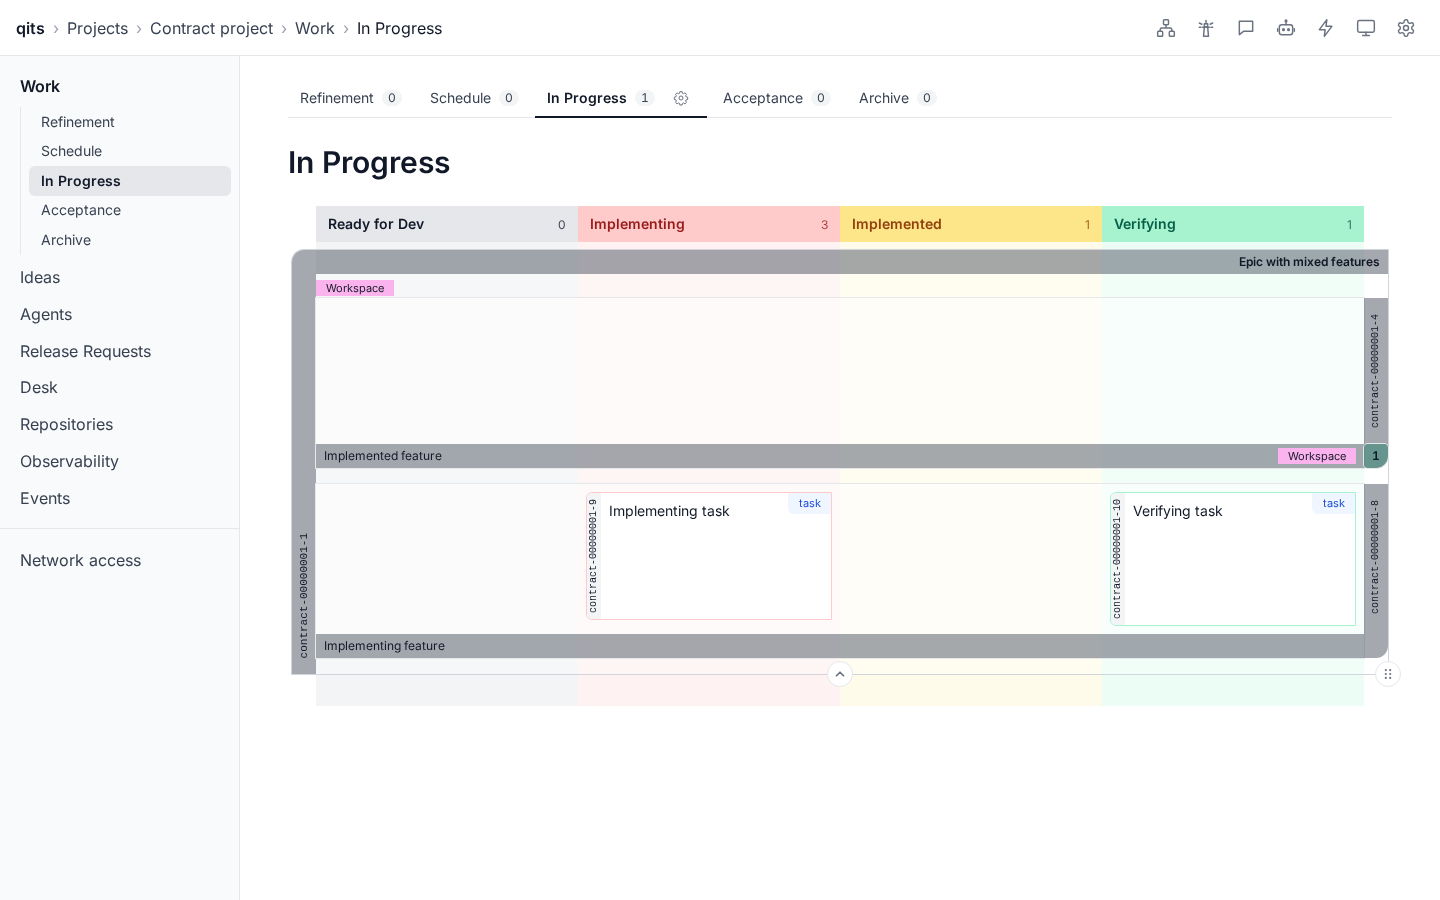 qits › Projects › Contract project › Work › In Progress
Work
Refinement
Schedule
In Progress
Acceptance
Archive
Ideas
Agents
Release Requests
Desk
Repositories
Observability
Events
Network access
Refinement 0 Schedule 0 In Progress 1 Acceptance 0 Archive 0
In Progress
Ready for Dev 0 Implementing 3 Implemented 1 Verifying 1
Epic with mixed features
Workspace
contract-00000001-4
Implemented feature Workspace 1
contract-00000001-9
Implementing task
task
contract-00000001-10
Verifying task
task
contract-00000001-8
Implementing feature
contract-00000001-1